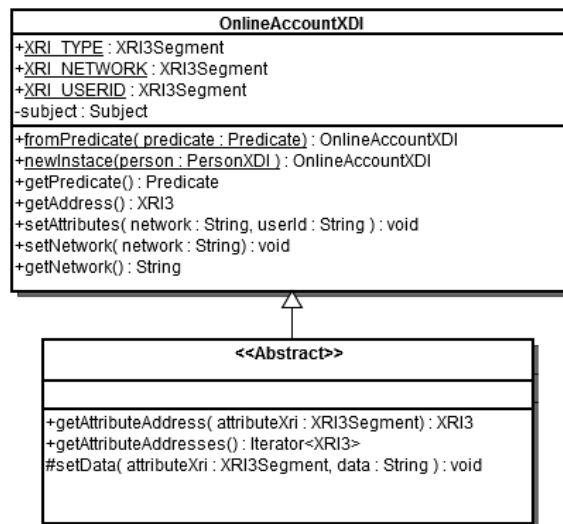 OnlineAccountXDI
+XRI_TYPE : XRI3Segment
+XRI_NETWORK : XRI3Segment
+XRI_USERID : XRI3Segment
-subject : Subject
+fromPredicate( predicate : Predicate) : OnlineAccountXDI
+newInstace(person : PersonXDI ) : OnlineAccountXDI
+getPredicate() : Predicate
+getAddress() : XRI3
+setAttributes( network : String, userId : String ) : void
+setNetwork( network : String) : void
+getNetwork() : String
<<Abstract>>
+getAttributeAddress( attributeXri : XRI3Segment) : XRI3
+getAttributeAddresses() : Iterator<XRI3>
#setData( attributeXri : XRI3Segment, data : String ) : void